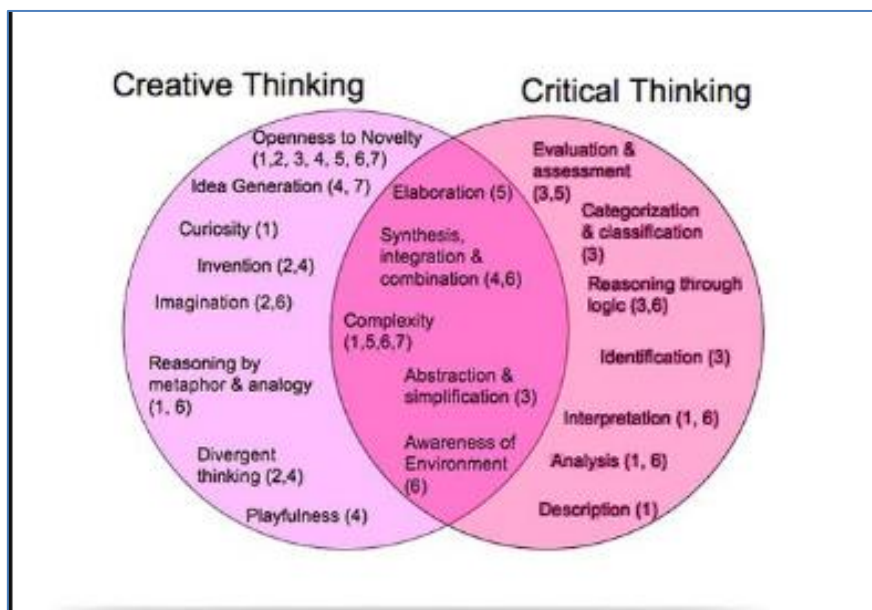 Creative Thinking
Critical Thinking
Openness to Novelty
(1,2, 3, 4, 5, 6,7)
Idea Generation (4, 7)
Curiosity (1)
Invention (2,4)
Imagination (2,6)
Reasoning by
metaphor & analogy
(1, 6)
Divergent
thinking (2,4)
Playfulness (4)
Elaboration (5)
Synthesis,
integration &
combination (4,6)
Complexity
(1,5,6,7)
Abstraction &
simplification (3)
Awareness of
Environment
(6)
Evaluation &
assessment
(3,5)
Categorization
& classification
(3)
Reasoning through
logic (3,6)
Identification (3)
Interpretation (1, 6)
Analysis (1, 6)
Description (1)